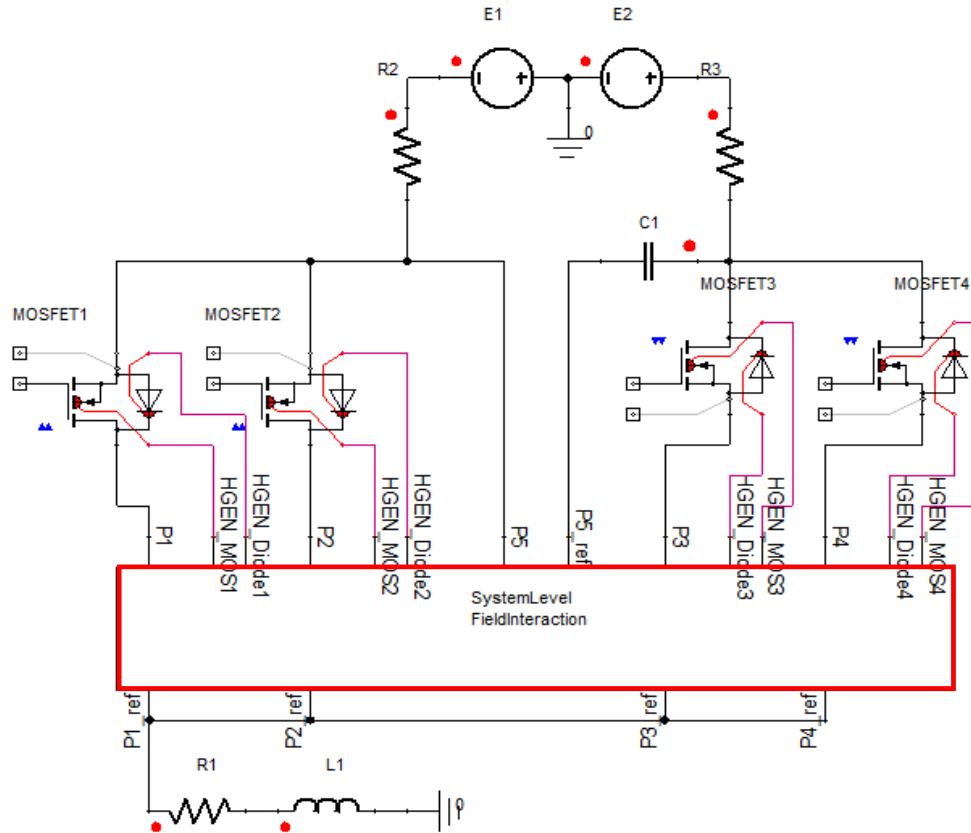 E1
E2
R2
R3
0
C1
MOSFET1
MOSFET2
MOSFET3
MOSFET4
P1
HGEN_MOS1
HGEN_Diode1
P2
HGEN_MOS2
HGEN_Diode2
P5
P5_ref
P3
HGEN_Diode3
HGEN_MOS3
P4
HGEN_Diode4
HGEN_MOS4
SystemLevel
FieldInteraction
P1_ref
P2_ref
P3_ref
P4_ref
R1
L1
0